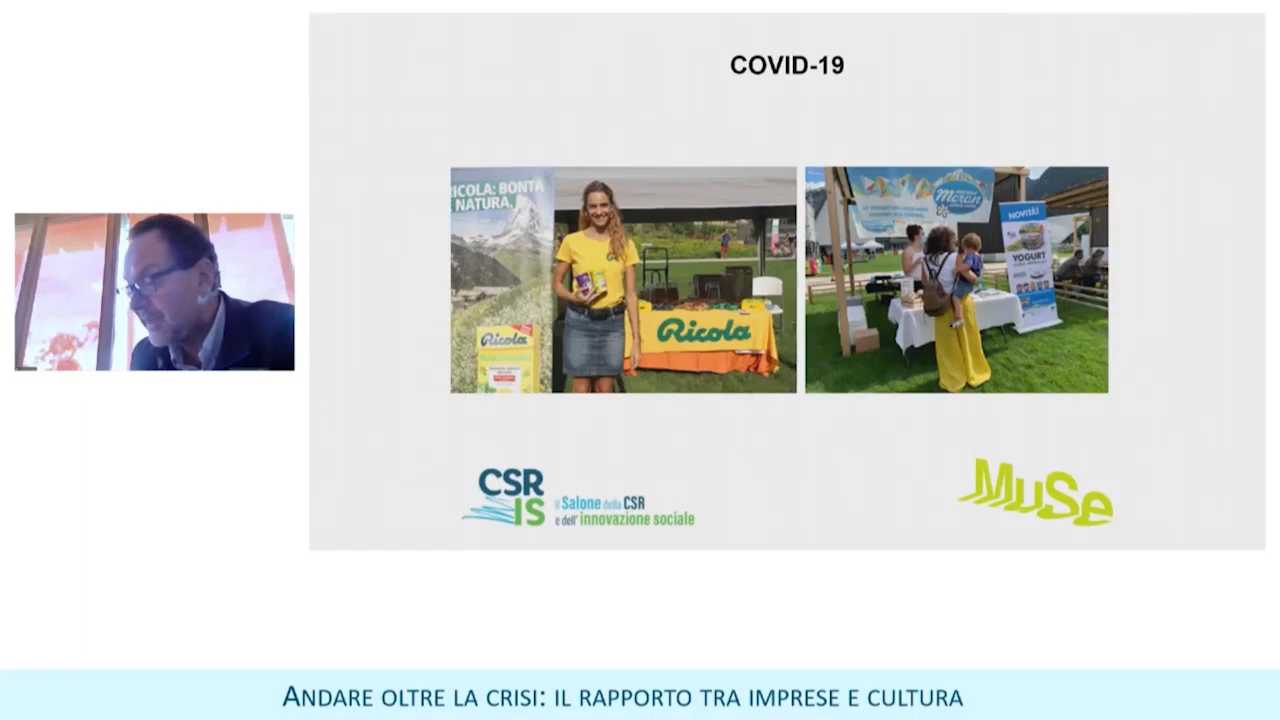 COVID-19
RICOLA: BONTÀ
NATURA.
Ricola
Ricola
Meran
NOVITÀ!
YOGURT
CSR
IS
il Salone della CSR
e dell'innovazione sociale
MuSe
ANDARE OLTRE LA CRISI: IL RAPPORTO TRA IMPRESE E CULTURA